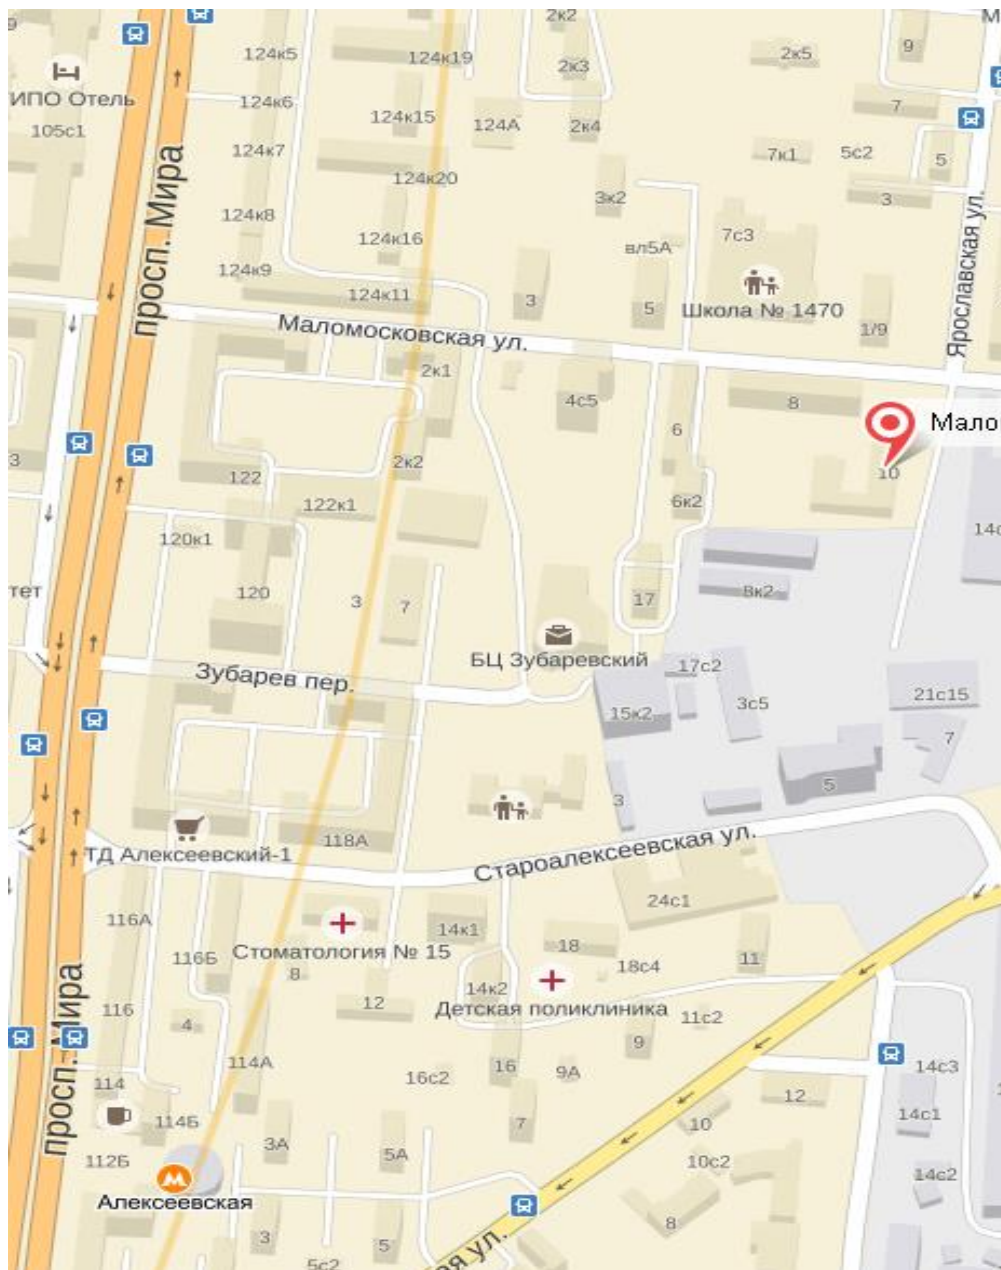 2к2
9
124к5
124к19
2к3
2к5
9
ИПО Отель
105с1
124к6
124к15
124А
2к4
7
124к7
7к1
5с2
5
просп. Мира
124к20
3к2
3
124к8
124к16
вл5А
7с3
Ярославская ул.
124к9
124к11
3
5
Школа № 1470
1/9
Маломосковская ул.
2к1
4с5
8
6
Мало
3
122
2к2
10
122к1
6к2
120к1
14с
тет
120
3
7
17
8к2
БЦ Зубаревский
17с2
Зубарев пер.
15к2
3с5
21с15
7
3
5
ТД Алексеевский-1
118А
Староалексеевская ул.
24с1
116А
14к1
18
11
116Б
Стоматология № 15
8
18с4
116
12
14к2
Детская поликлиника
11с2
4
9
просп. Мира
114
114А
16с2
16
9А
14с3
12
114Б
7
10
14с1
112Б
3А
5А
10с2
14с2
Алексеевская
3
5
8
5с2
ая ул.